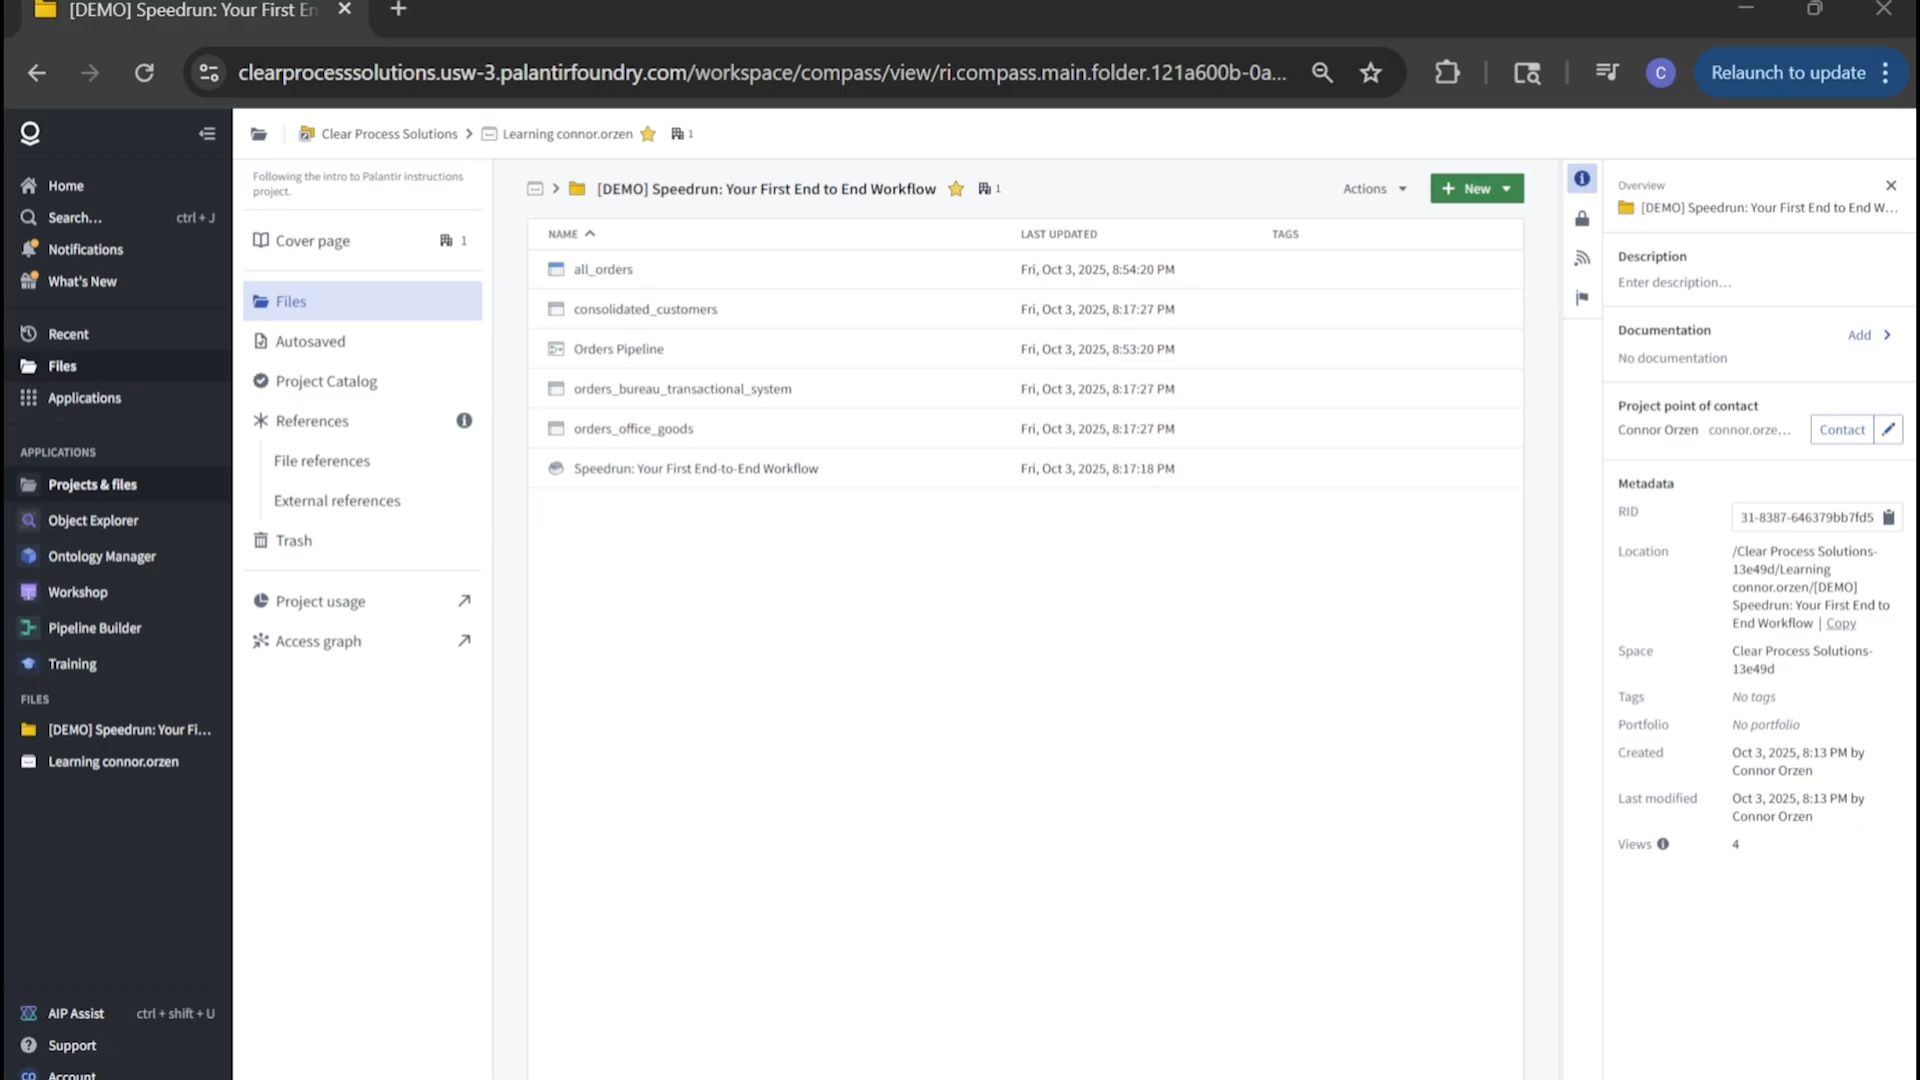 [DEMO] Speedrun: Your First En
clearprocesssolutions.usw-3.palantirfoundry.com/workspace/compass/view/ri.compass.main.folder.121a600b-0a...
C
Relaunch to update
Home
Search...
ctrl + J
Notifications
What's New
Recent
Files
Applications
APPLICATIONS
Projects & files
Object Explorer
Ontology Manager
Workshop
Pipeline Builder
Training
FILES
[DEMO] Speedrun: Your Fi...
Learning connor.orzen
AIP Assist
ctrl + shift + U
Support
CO
Account
Clear Process Solutions
Learning connor.orzen
1
Following the intro to Palantir instructions
project.
Cover page
1
Files
Autosaved
Project Catalog
References
File references
External references
Trash
Project usage
Access graph
[DEMO] Speedrun: Your First End to End Workflow
1
Actions
New
NAME
LAST UPDATED
TAGS
all_orders
Fri, Oct 3, 2025, 8:54:20 PM
consolidated_customers
Fri, Oct 3, 2025, 8:17:27 PM
Orders Pipeline
Fri, Oct 3, 2025, 8:53:20 PM
orders_bureau_transactional_system
Fri, Oct 3, 2025, 8:17:27 PM
orders_office_goods
Fri, Oct 3, 2025, 8:17:27 PM
Speedrun: Your First End-to-End Workflow
Fri, Oct 3, 2025, 8:17:18 PM
Overview
[DEMO] Speedrun: Your First End to End W...
Description
Enter description...
Documentation
Add
No documentation
Project point of contact
Connor Orzen connor.orze...
Contact
Metadata
RID
31-8387-646379bb7fd5
Location
/Clear Process Solutions-
13e49d/Learning
connor.orzen/[DEMO]
Speedrun: Your First End to
End Workflow | Copy
Space
Clear Process Solutions-
13e49d
Tags
No tags
Portfolio
No portfolio
Created
Oct 3, 2025, 8:13 PM by
Connor Orzen
Last modified
Oct 3, 2025, 8:13 PM by
Connor Orzen
Views
4